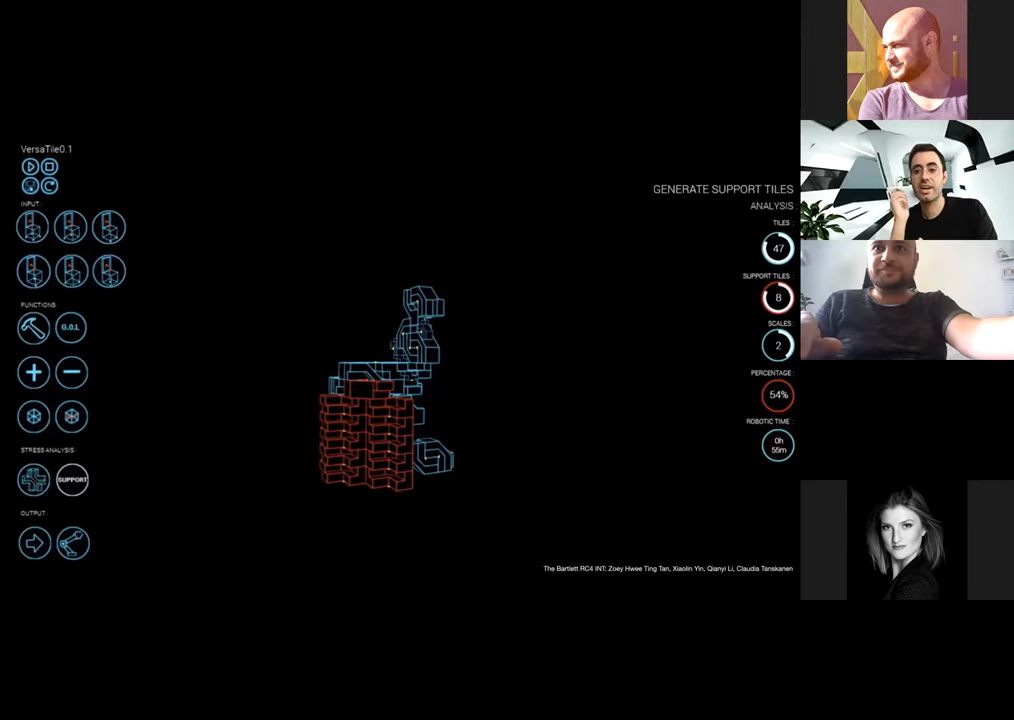 VersaTile0.1
INPUT :
FUNCTIONS :
G.O.L
STRESS ANALYSIS :
SUPPORT
OUTPUT :
GENERATE SUPPORT TILES
ANALYSIS :
TILES :
47
SUPPORT TILES :
8
SCALES :
2
PERCENTAGE :
54%
ROBOTIC TIME :
0h
55m
The Bartlett RC4 INT: Zoey Hwee Ting Tan, Xiaolin Yin, Qianyi Li, Claudia Tanskanen